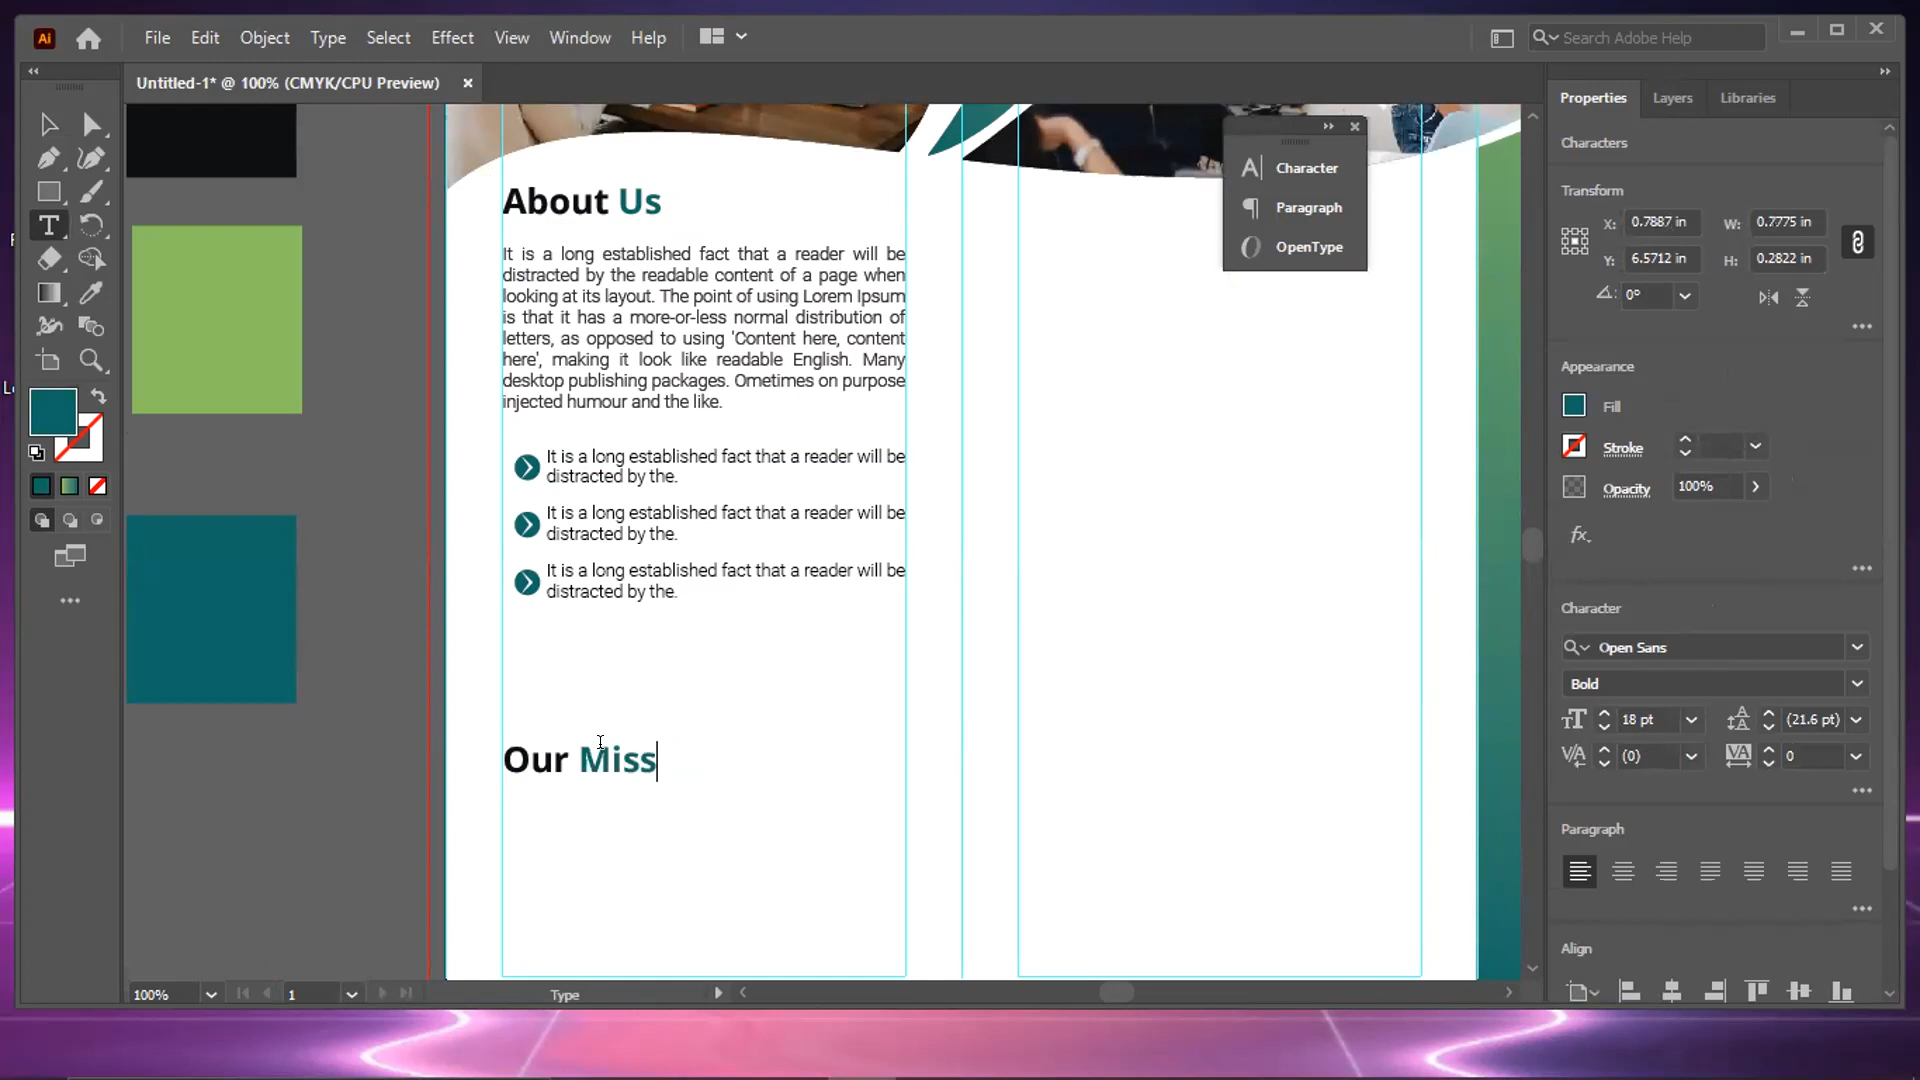 Ai
File Edit Object Type Select Effect View Window Help
Search Adobe Help
Untitled-1* @ 100% (CMYK/CPU Preview)
Properties Layers Libraries
Characters
Transform
X: 0.7887 in W: 0.7775 in
Y: 6.5712 in H: 0.2822 in
0°
Appearance
Fill
Stroke
Opacity 100%
fx.
Character
Open Sans
Bold
18 pt (21.6 pt)
(0) 0
Paragraph
Align
Character
Paragraph
OpenType
About Us
It is a long established fact that a reader will be
distracted by the readable content of a page when
looking at its layout. The point of using Lorem Ipsum
is that it has a more-or-less normal distribution of
letters, as opposed to using 'Content here, content
here', making it look like readable English. Many
desktop publishing packages. Ometimes on purpose
injected humour and the like.
It is a long established fact that a reader will be
distracted by the.
It is a long established fact that a reader will be
distracted by the.
It is a long established fact that a reader will be
distracted by the.
Our Miss
100% 1 Type